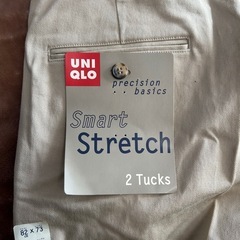 UNI
QLO
precision
basics
Smart
Stretch
2 Tucks
82 x 73